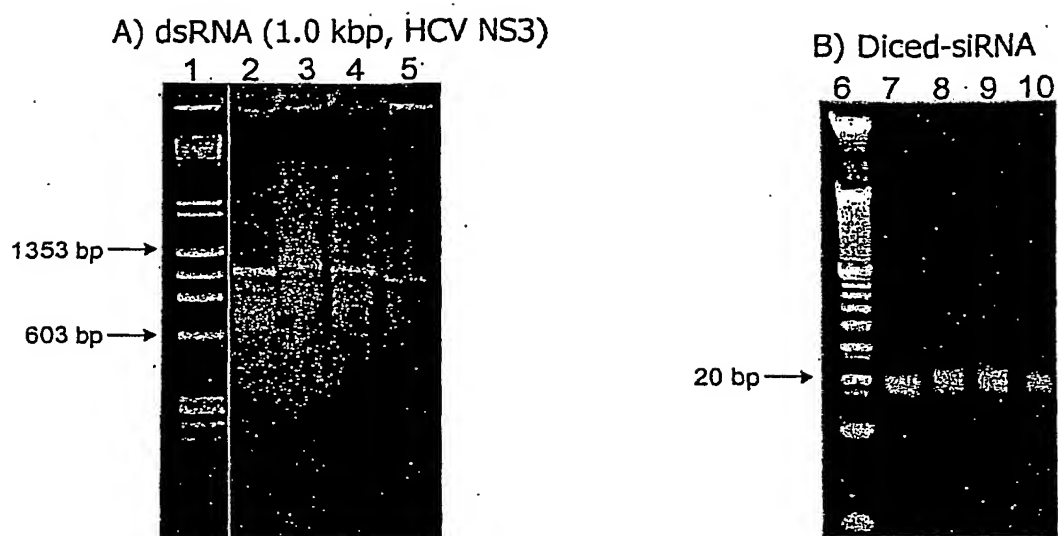 A) dsRNA (1.0 kbp, HCV NS3)
1 2 3 4 5
1353 bp
603 bp
B) Diced-siRNA
6 7 8 9 10
20 bp